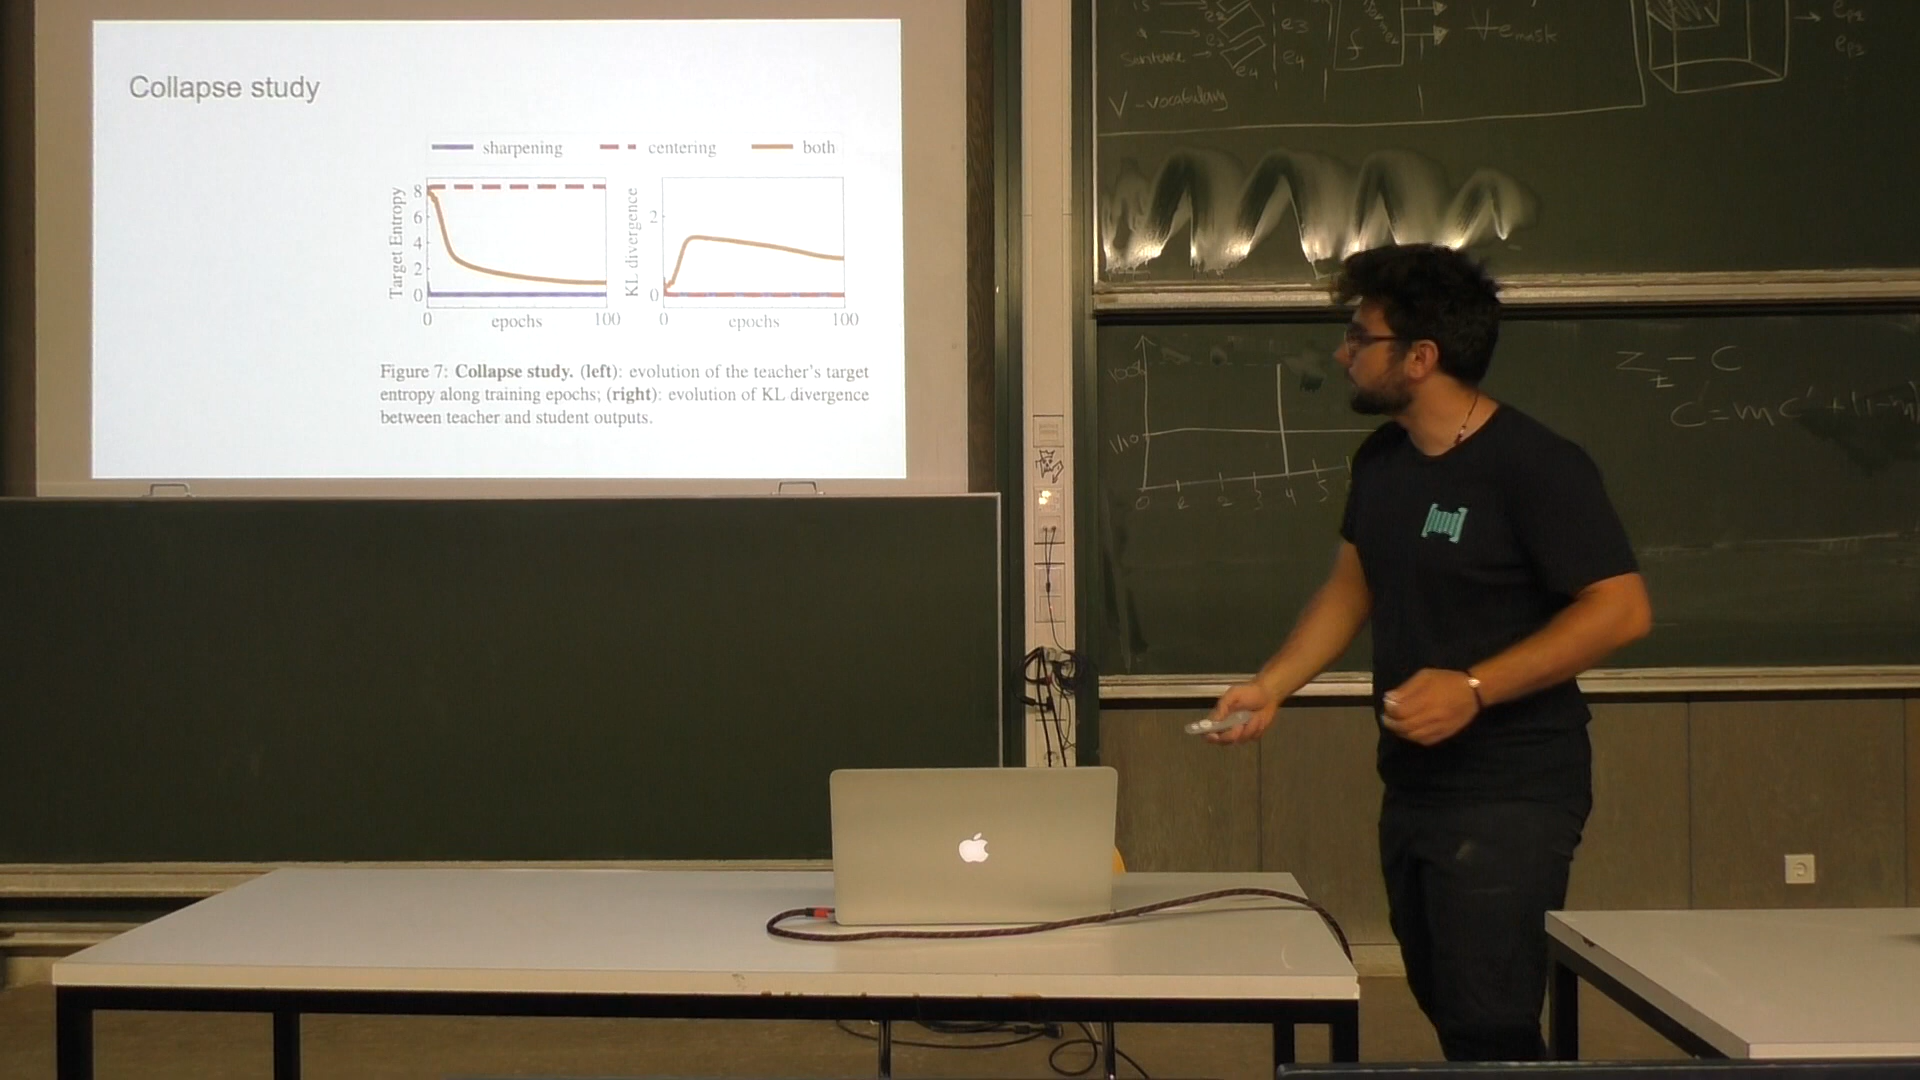 Collapse study
sharpening centering both
Target Entropy
8
6
4
2
0
0 epochs 100
KL divergence
2
0
0 epochs 100
Figure 7: Collapse study. (left): evolution of the teacher's target
entropy along training epochs; (right): evolution of KL divergence
between teacher and student outputs.
Sentence
e3
e4
e4
f
V - vocabulary
1/10
0
2 3 4 5
Z_t - C
C' = mC' + (1-m)